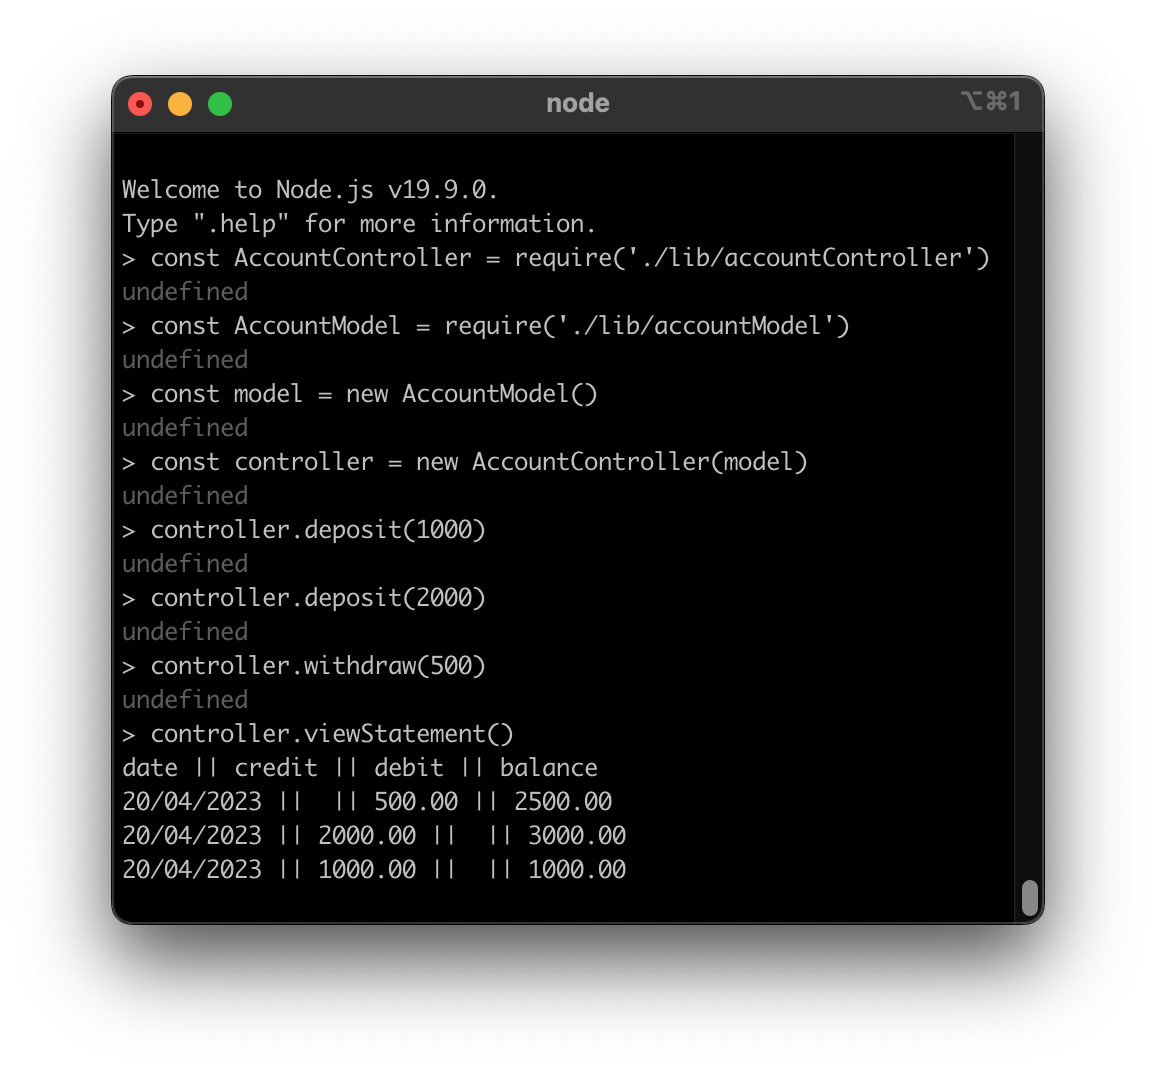 node
⌥⌘1
Welcome to Node.js v19.9.0.
Type ".help" for more information.
> const AccountController = require('./lib/accountController')
undefined
> const AccountModel = require('./lib/accountModel')
undefined
> const model = new AccountModel()
undefined
> const controller = new AccountController(model)
undefined
> controller.deposit(1000)
undefined
> controller.deposit(2000)
undefined
> controller.withdraw(500)
undefined
> controller.viewStatement()
date || credit || debit || balance
20/04/2023 ||  || 500.00 || 2500.00
20/04/2023 || 2000.00 ||  || 3000.00
20/04/2023 || 1000.00 ||  || 1000.00